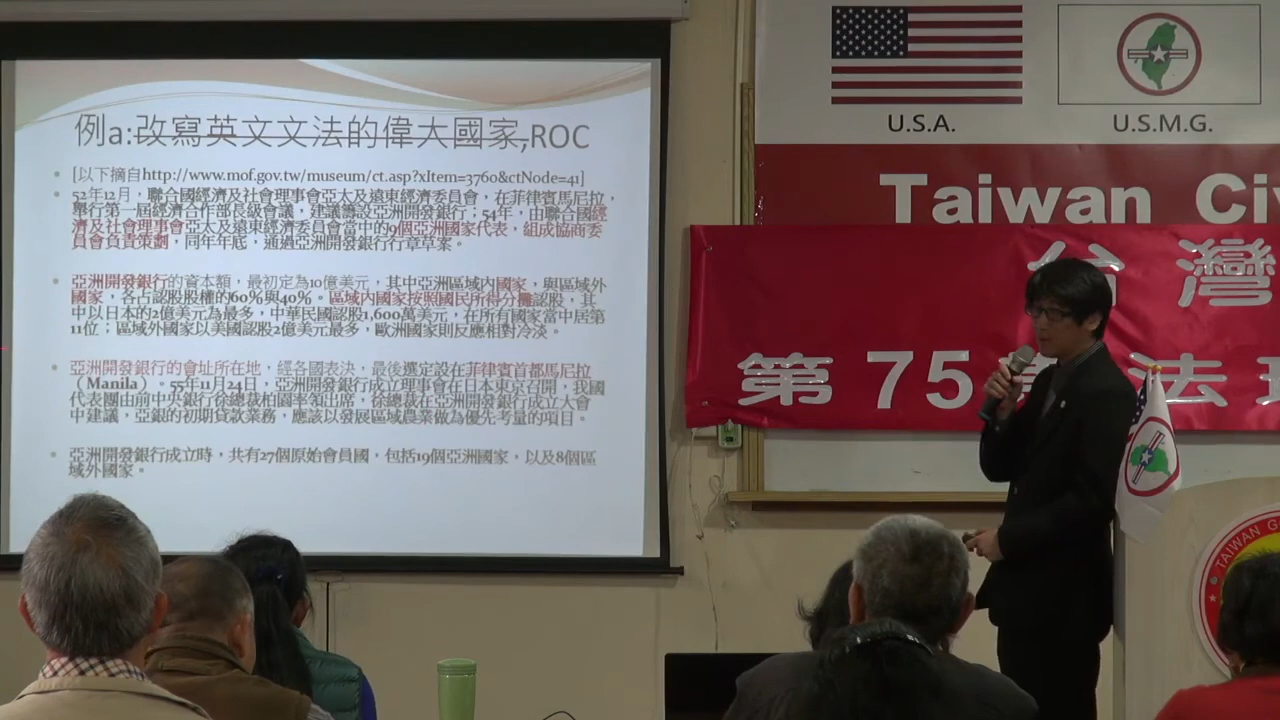 例a:改寫英文文法的偉大國家,ROC
[以下摘自http://www.mof.gov.tw/museum/ct.asp?xItem=3760&ctNode=41]
52年12月，聯合國經濟及社會理事會亞太及遠東經濟委員會，在菲律賓馬尼拉，
舉行第一屆經濟合作部長級會議，建議籌設亞洲開發銀行；54年，由聯合國經
濟及社會理事會亞太及遠東經濟委員會當中的9個亞洲國家代表，組成協商委
員會負責策劃，同年年底，通過亞洲開發銀行行章草案。
亞洲開發銀行的資本額，最初定為10億美元，其中亞洲區域內國家，與區域外
國家，各占認股股權的60%與40%。區域內國家按照國民所得分攤認股，其
中以日本的2億美元為最多，中華民國認股1,600萬美元，在所有國家當中居第
11位；區域外國家以美國認股2億美元最多，歐洲國家則反應相對冷淡。
亞洲開發銀行的會址所在地，經各國表決，最後選定設在菲律賓首都馬尼拉
（Manila）。55年11月24日，亞洲開發銀行成立理事會在日本東京召開，我國
代表團由前中央銀行徐總裁柏園率領出席，徐總裁在亞洲開發銀行成立大會
中建議，亞銀的初期貸款業務，應該以發展區域農業做為優先考量的項目。
亞洲開發銀行成立時，共有27個原始會員國，包括19個亞洲國家，以及8個區
域外國家。
U.S.A.
U.S.M.G.
Taiwan Ci
台灣
第75
法
TAIWAN G